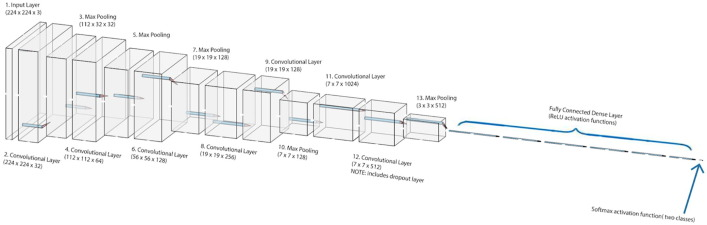 1. Input Layer
(224 x 224 x 3)
3. Max Pooling
(112 x 32 x 32)
5. Max Pooling
7. Max Pooling
(19 x 19 x 128)
9. Convolutional Layer
(19 x 19 x 128)
11. Convolutional Layer
(7 x 7 x 1024)
13. Max Pooling
(3 x 3 x 512)
Fully Connected Dense Layer
(ReLU activation functions)
2. Convolutional Layer
(224 x 224 x 32)
4. Convolutional Layer
(112 x 112 x 64)
6. Convolutional Layer
(56 x 56 x 128)
8. Convolutional Layer
(19 x 19 x 256)
10. Max Pooling
(7 x 7 x 128)
12. Convolutional Layer
(7 x 7 x 512)
NOTE: includes dropout layer
Softmax activation function( two classes)